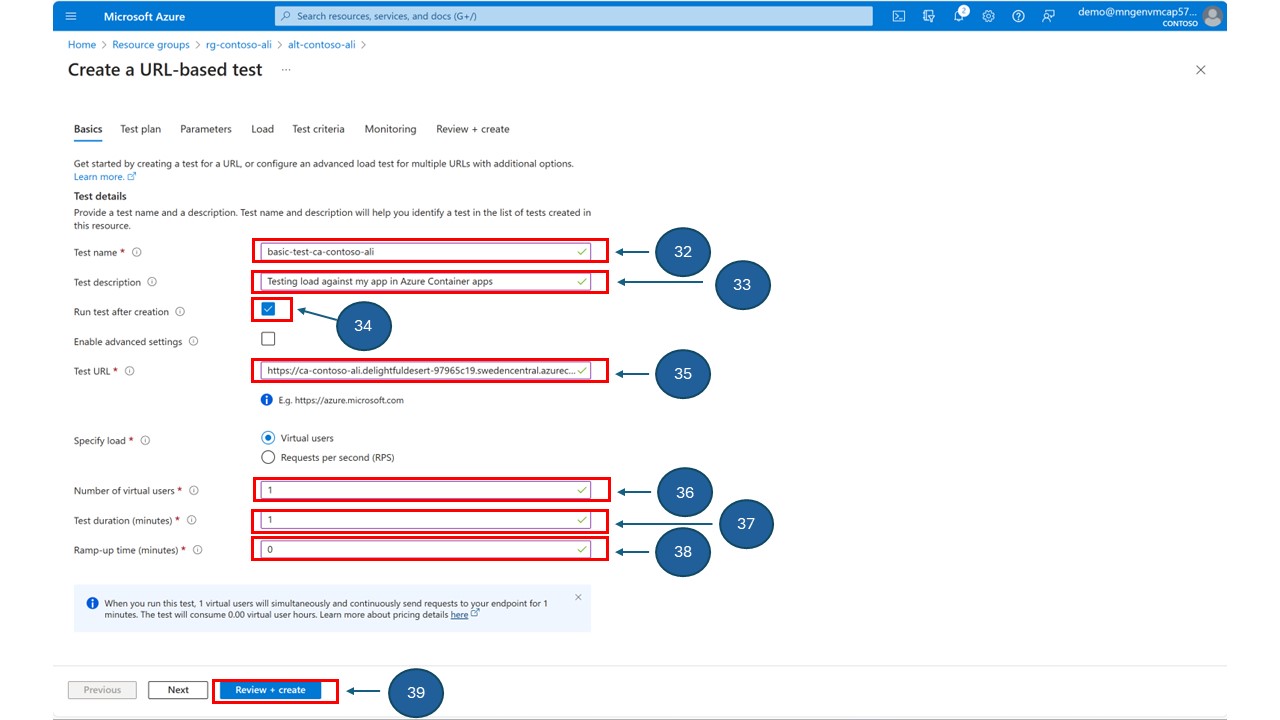 Microsoft Azure
Search resources, services, and docs (G+/)
2
demo@mngenvmcap57...
CONTOSO
Home > Resource groups > rg-contoso-ali > alt-contoso-ali >
Create a URL-based test ...
Basics Test plan Parameters Load Test criteria Monitoring Review + create
Get started by creating a test for a URL, or configure an advanced load test for multiple URLs with additional options.
Learn more.
Test details
Provide a test name and a description. Test name and description will help you identify a test in the list of tests created in
this resource.
Test name * basic-test-ca-contoso-ali 32
Test description Testing load against my app in Azure Container apps 33
Run test after creation 34
Enable advanced settings
Test URL * https://ca-contoso-ali.delightfuldesert-97965c19.swedencentral.azurec... 35
E.g. https://azure.microsoft.com
Specify load * Virtual users
Requests per second (RPS)
Number of virtual users * 1 36
Test duration (minutes) * 1 37
Ramp-up time (minutes) * 0 38
When you run this test, 1 virtual users will simultaneously and continuously send requests to your endpoint for 1
minutes. The test will consume 0.00 virtual user hours. Learn more about pricing details here
Previous Next Review + create 39